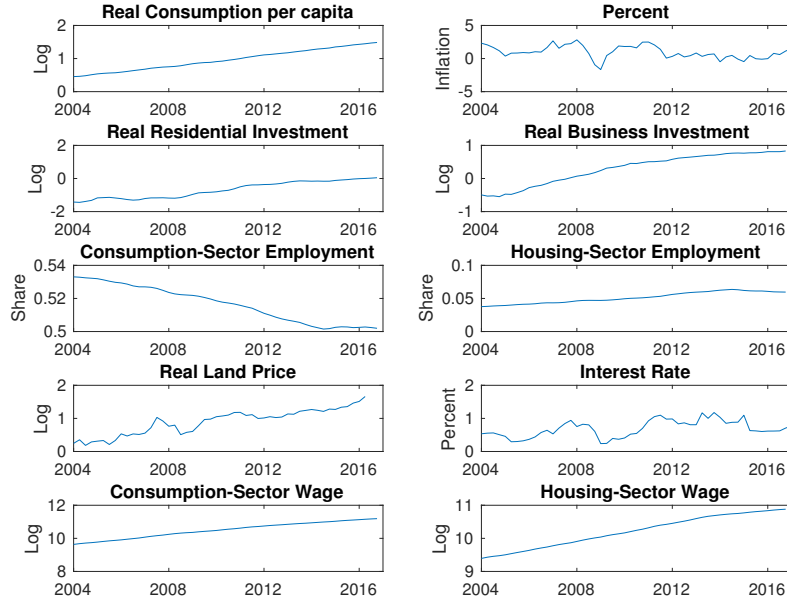 Real Consumption per capita
Log
2
1
0
2004 2008 2012 2016
Percent
Inflation
5
0
-5
2004 2008 2012 2016
Real Residential Investment
Log
2
0
-2
2004 2008 2012 2016
Real Business Investment
Log
1
0
-1
2004 2008 2012 2016
Consumption-Sector Employment
Share
0.54
0.52
0.5
2004 2008 2012 2016
Housing-Sector Employment
Share
0.1
0.05
0
2004 2008 2012 2016
Real Land Price
Log
2
1
0
2004 2008 2012 2016
Interest Rate
Percent
2
1
0
2004 2008 2012 2016
Consumption-Sector Wage
Log
12
10
8
2004 2008 2012 2016
Housing-Sector Wage
Log
11
10
9
2004 2008 2012 2016